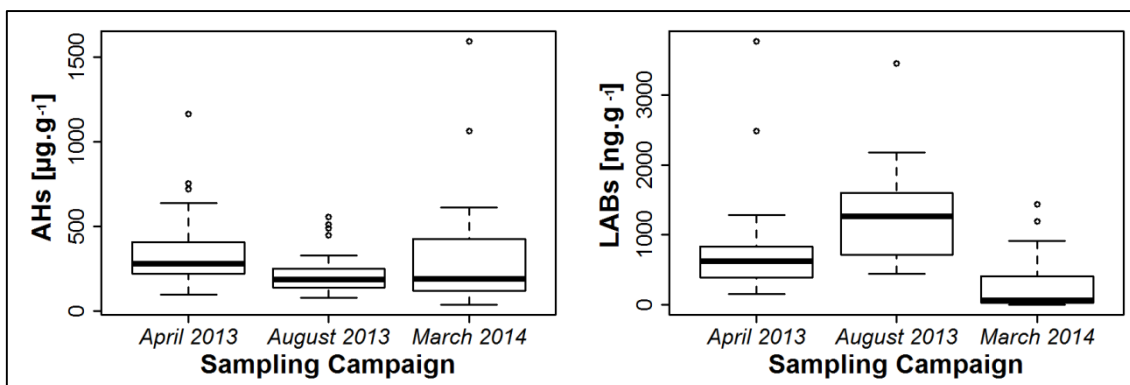 AHs [µg.g⁻¹]
1500
1000
500
0
April 2013 August 2013 March 2014
Sampling Campaign
LABs [ng.g⁻¹]
3000
2000
1000
0
April 2013 August 2013 March 2014
Sampling Campaign